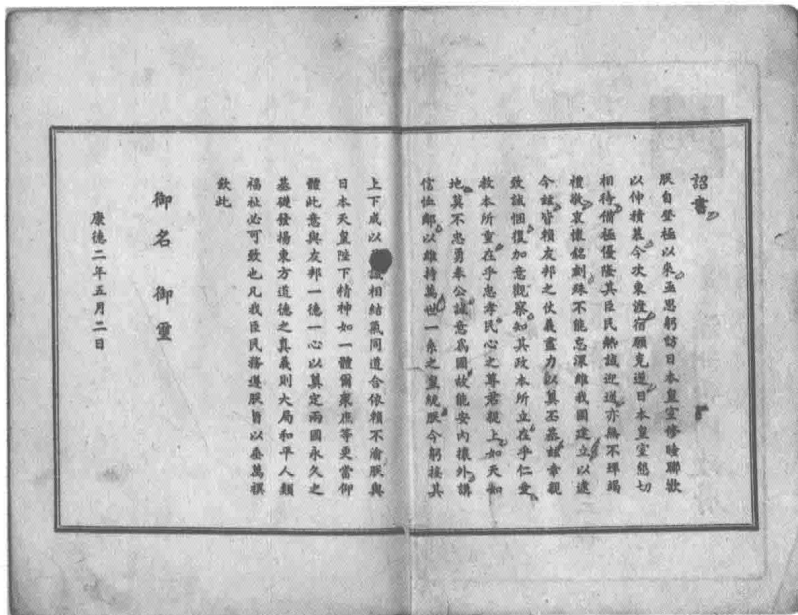 詔書
朕自登極以來亟思躬訪日本皇室修睦聯歡
以伸積慕今次東渡宿願克遂日本皇室懇切
相待備極優隆其臣民熱誠迎送亦無不殫竭
禮敬衷懷銘刻殊不能忘深維我國建立以逮
今茲皆賴友邦之仗義盡力以奠丕基茲幸親
致誠悃復加意觀察知其政本所立在乎仁愛
教本所重在乎忠孝民心之尊君親上如天如
地莫不忠勇奉公誠意為國故能安內攘外講
信恤鄰以維持萬世一系之皇統朕今躬接其
上下咸以 誠相結氣同道合依賴不渝朕與
日本天皇陛下精神如一體爾眾庶等更當仰
體此意與友邦一德一心以奠定兩國永久之
基礎發揚東方道德之真義則大局和平人類
福祉必可致也凡我臣民務遵朕旨以垂萬禩
欽此
御名 御璽
康德二年五月二日